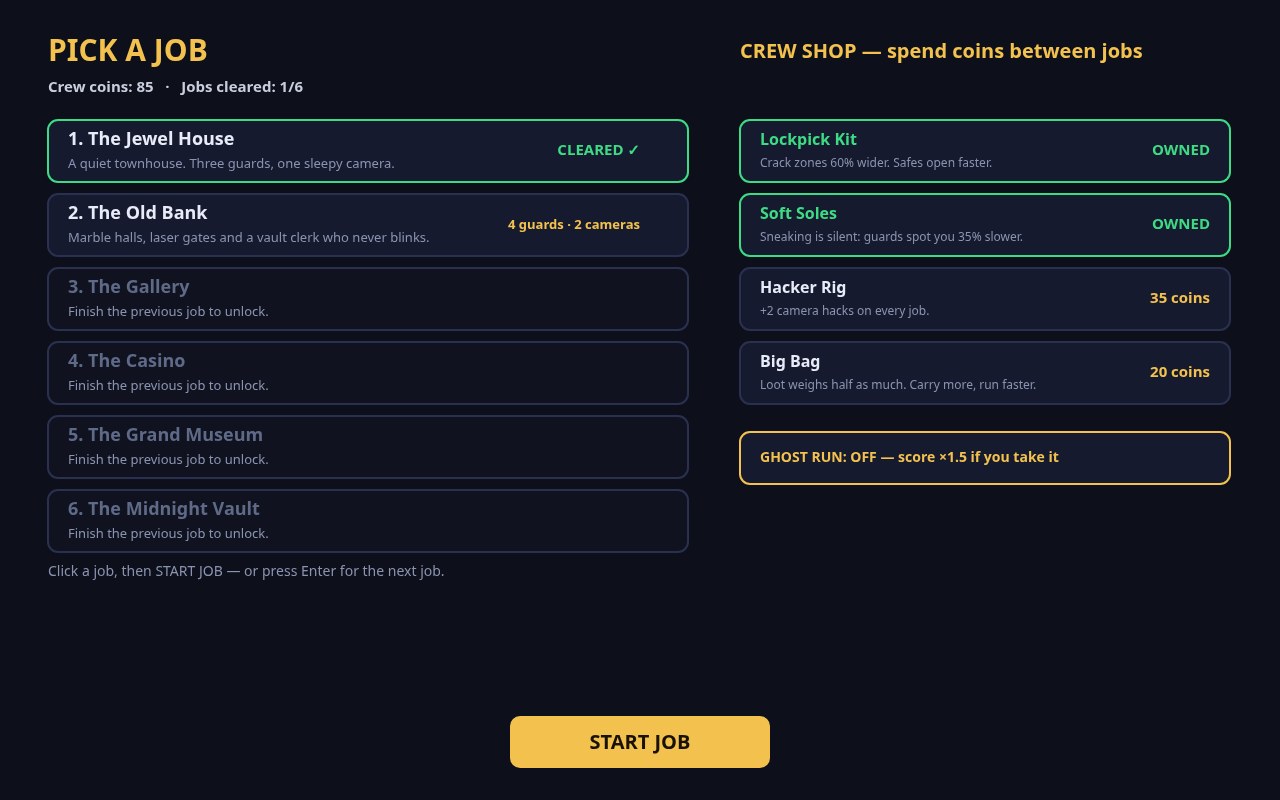 PICK A JOB
Crew coins: 85 · Jobs cleared: 1/6
1. The Jewel House
A quiet townhouse. Three guards, one sleepy camera.
CLEARED ✓
2. The Old Bank
Marble halls, laser gates and a vault clerk who never blinks.
4 guards · 2 cameras
3. The Gallery
Finish the previous job to unlock.
4. The Casino
Finish the previous job to unlock.
5. The Grand Museum
Finish the previous job to unlock.
6. The Midnight Vault
Finish the previous job to unlock.
Click a job, then START JOB — or press Enter for the next job.
CREW SHOP — spend coins between jobs
Lockpick Kit
Crack zones 60% wider. Safes open faster.
OWNED
Soft Soles
Sneaking is silent: guards spot you 35% slower.
OWNED
Hacker Rig
+2 camera hacks on every job.
35 coins
Big Bag
Loot weighs half as much. Carry more, run faster.
20 coins
GHOST RUN: OFF — score ×1.5 if you take it
START JOB